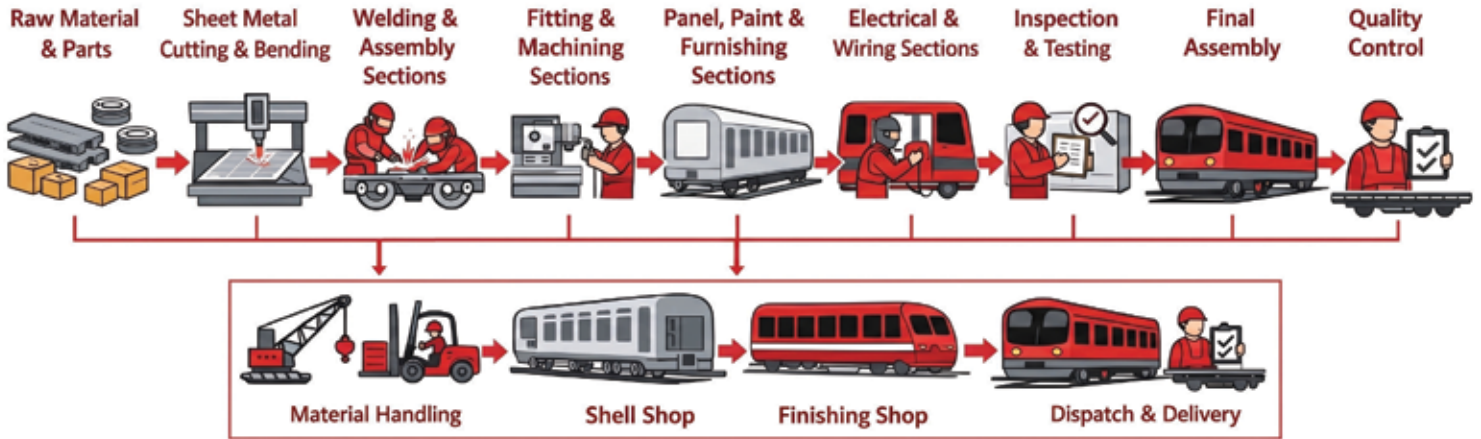 Raw Material
& Parts
Sheet Metal
Cutting & Bending
Welding &
Assembly
Sections
Fitting &
Machining
Sections
Panel, Paint &
Furnishing
Sections
Electrical &
Wiring Sections
Inspection
& Testing
Final
Assembly
Quality
Control
Material Handling
Shell Shop
Finishing Shop
Dispatch & Delivery